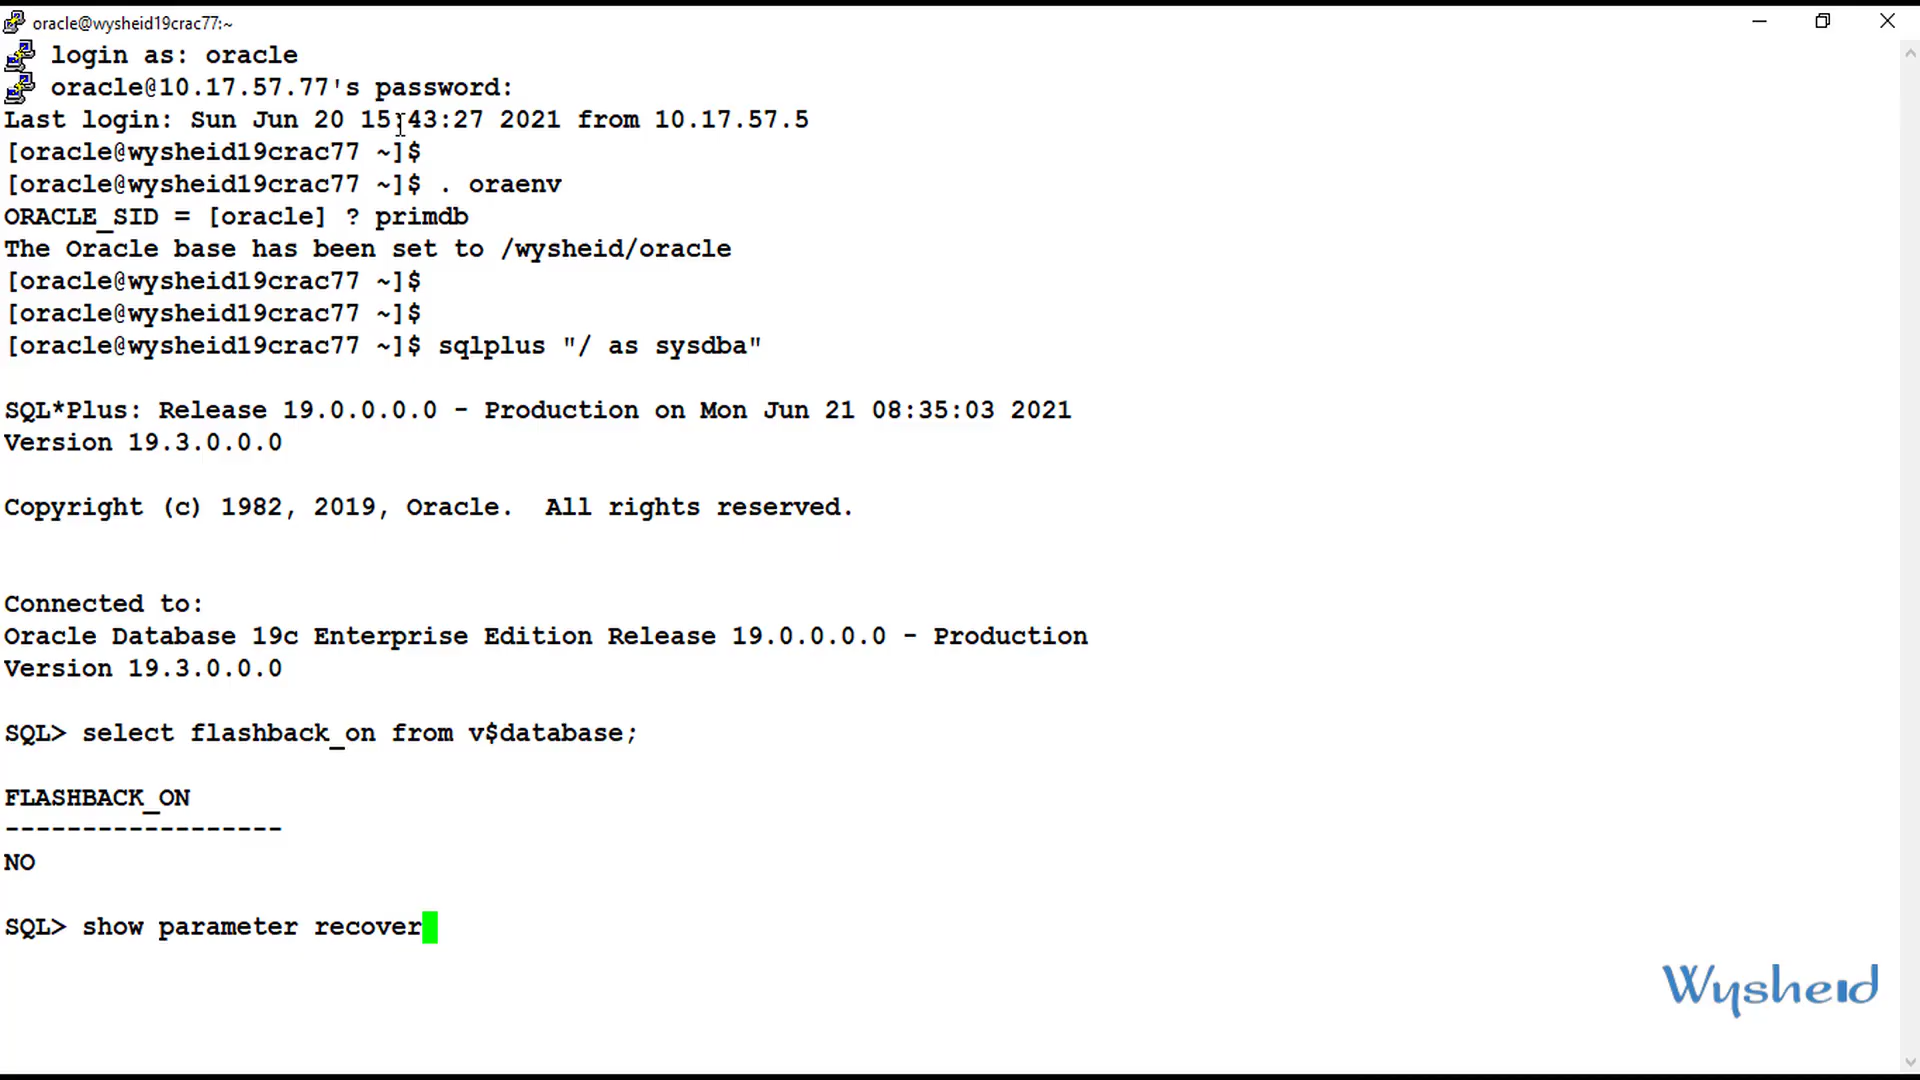 oracle@wysheid19crac77:~
login as: oracle
oracle@10.17.57.77's password:
Last login: Sun Jun 20 15:43:27 2021 from 10.17.57.5
[oracle@wysheid19crac77 ~]$
[oracle@wysheid19crac77 ~]$ . oraenv
ORACLE_SID = [oracle] ? primdb
The Oracle base has been set to /wysheid/oracle
[oracle@wysheid19crac77 ~]$
[oracle@wysheid19crac77 ~]$
[oracle@wysheid19crac77 ~]$ sqlplus "/ as sysdba"
SQL*Plus: Release 19.0.0.0.0 - Production on Mon Jun 21 08:35:03 2021
Version 19.3.0.0.0
Copyright (c) 1982, 2019, Oracle.  All rights reserved.
Connected to:
Oracle Database 19c Enterprise Edition Release 19.0.0.0.0 - Production
Version 19.3.0.0.0
SQL> select flashback_on from v$database;
FLASHBACK_ON
------------------
NO
SQL> show parameter recover
Wysheid